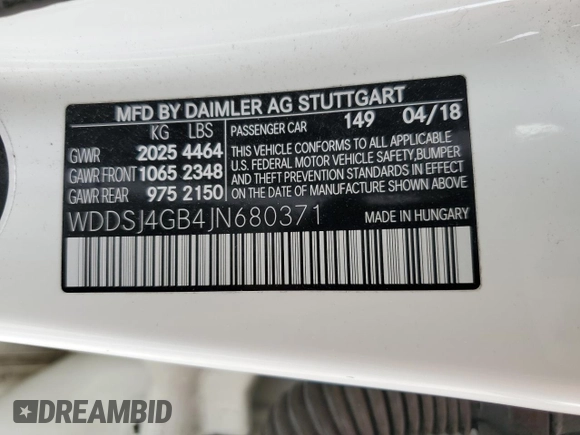 MFD BY DAIMLER AG STUTTGART
KG LBS
GVWR 2025 4464
GAWR FRONT 1065 2348
GAWR REAR 975 2150
PASSENGER CAR 149 04/18
THIS VEHICLE CONFORMS TO ALL APPLICABLE
U.S. FEDERAL MOTOR VEHICLE SAFETY, BUMPER
AND THEFT PREVENTION STANDARDS IN EFFECT
ON THE DATE OF MANUFACTURE SHOWN ABOVE.
WDDSJ4GB4JN680371
MADE IN HUNGARY
DREAMBID